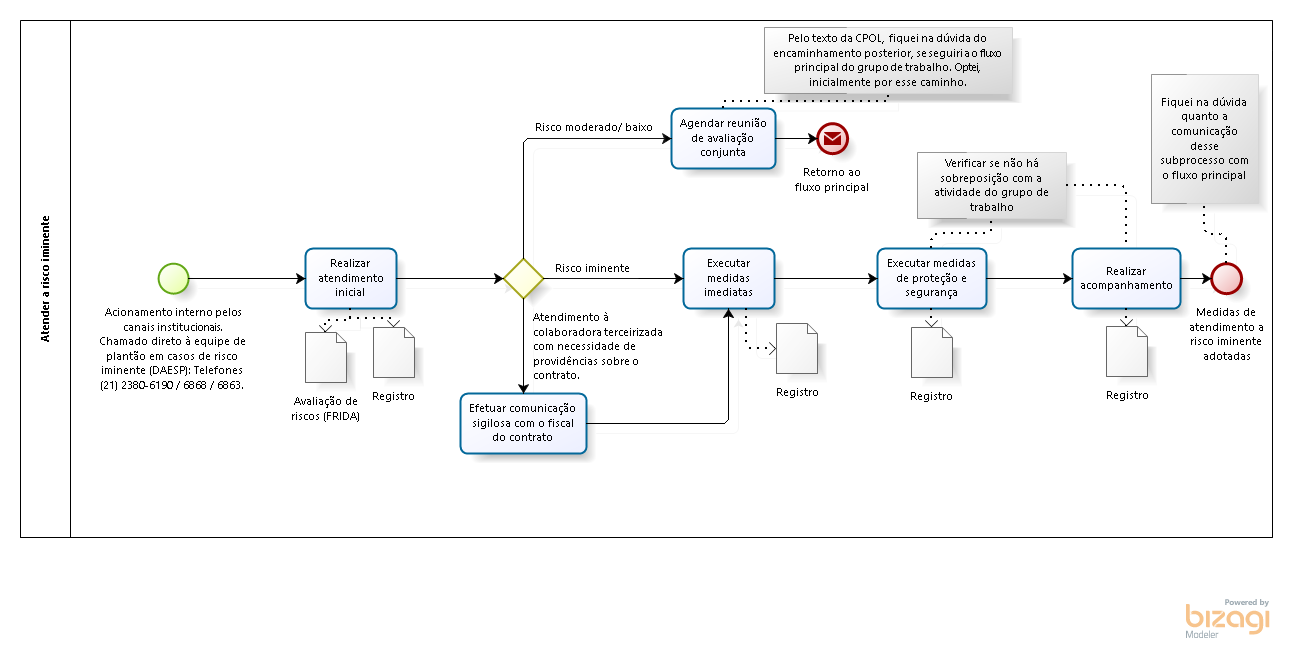 Atender a risco iminente
Acionamento interno pelos
canais institucionais.
Chamado direto à equipe de
plantão em casos de risco
iminente (DAESP): Telefones
(21) 2380-6190 / 6868 / 6863.
Realizar
atendimento
inicial
Avaliação de
riscos (FRIDA)
Registro
Risco moderado/ baixo
Agendar reunião
de avaliação
conjunta
Pelo texto da CPOL, fiquei na dúvida do
encaminhamento posterior, se seguiria o fluxo
principal do grupo de trabalho. Optei,
inicialmente por esse caminho.
Retorno ao
fluxo principal
Risco iminente
Executar
medidas
imediatas
Registro
Atendimento à
colaboradora terceirizada
com necessidade de
providências sobre o
contrato.
Efetuar comunicação
sigilosa com o fiscal
do contrato
Verificar se não há
sobreposição com a
atividade do grupo de
trabalho
Executar medidas
de proteção e
segurança
Registro
Realizar
acompanhamento
Registro
Fiquei na dúvida
quanto a
comunicação
desse
subprocesso com
o fluxo principal
Medidas de
atendimento a
risco iminente
adotadas
Powered by
bizagi
Modeler